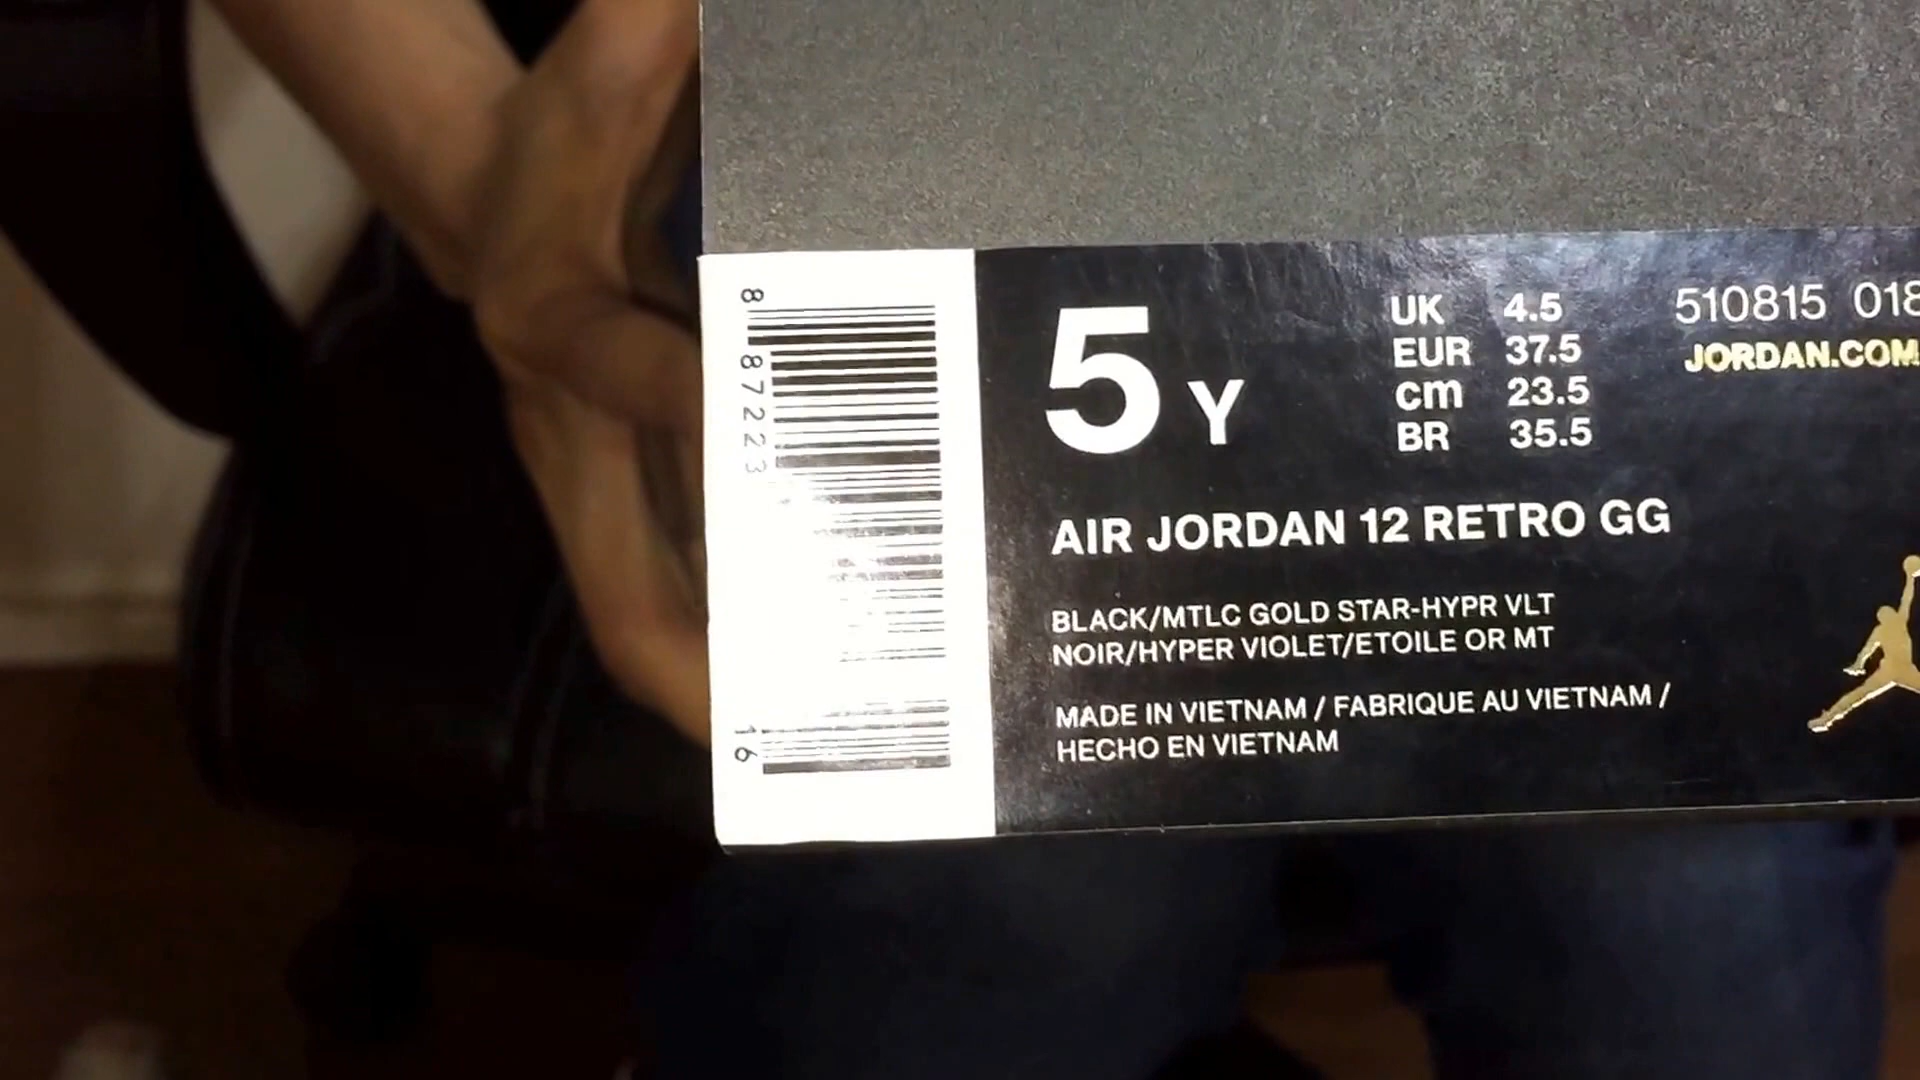 8 87223
16
5 Y
UK 4.5
EUR 37.5
cm 23.5
BR 35.5
510815 018
JORDAN.COM
AIR JORDAN 12 RETRO GG
BLACK/MTLC GOLD STAR-HYPR VLT
NOIR/HYPER VIOLET/ETOILE OR MT
MADE IN VIETNAM / FABRIQUE AU VIETNAM /
HECHO EN VIETNAM